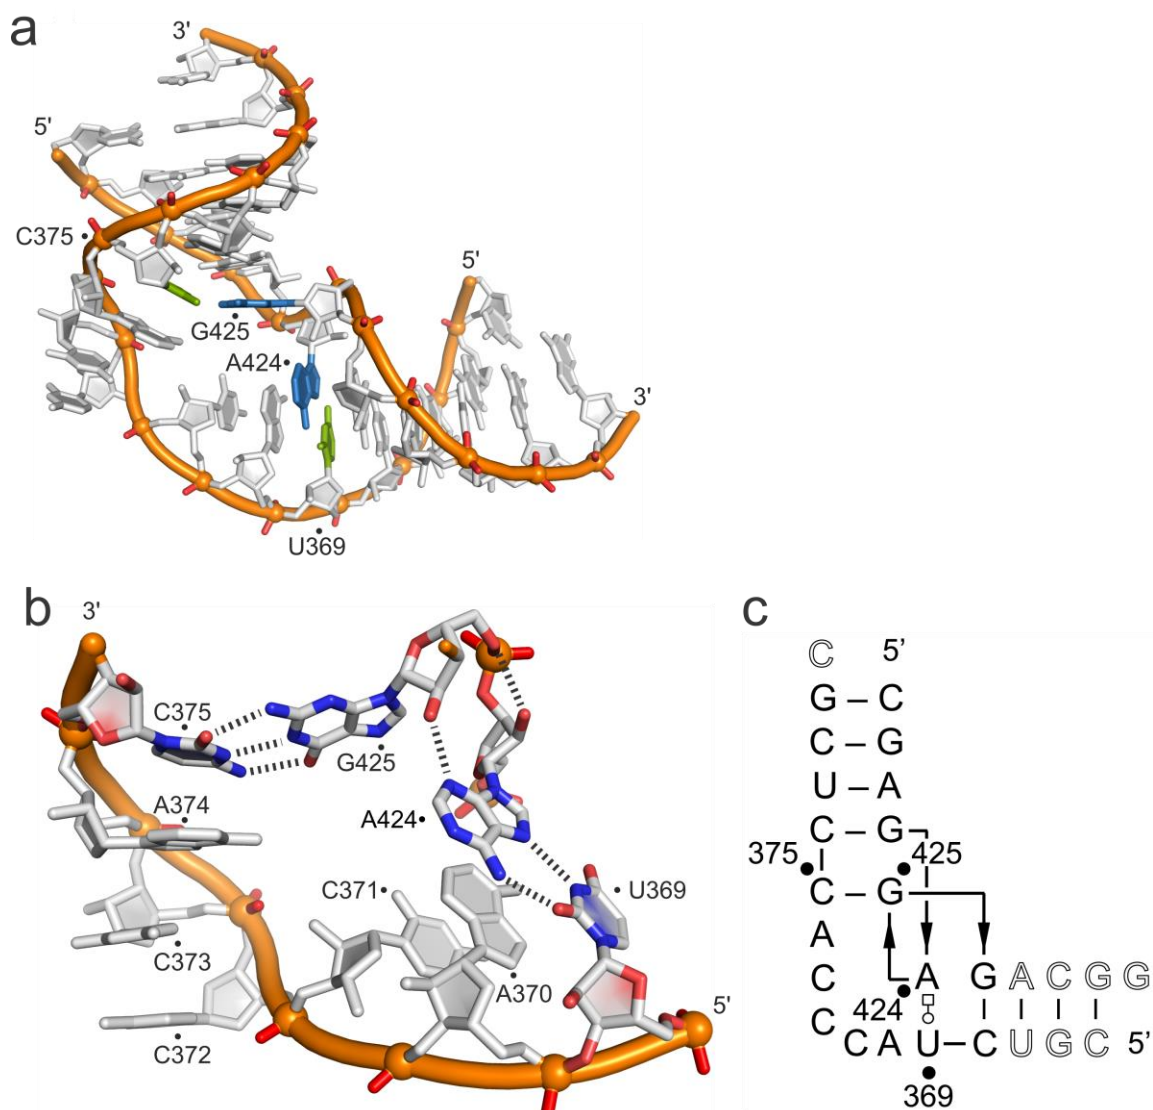 a
3'
5'
C375
G425
5'
A424
3'
U369
b
3'
C375
G425
A374
A424
C371
U369
C373
A370
5'
C372
c
C 5’
G – C
C – G
U – A
C – G
375 425
C – G
A
C A G A C G G
C 424
C A U – C U G C 5’
369